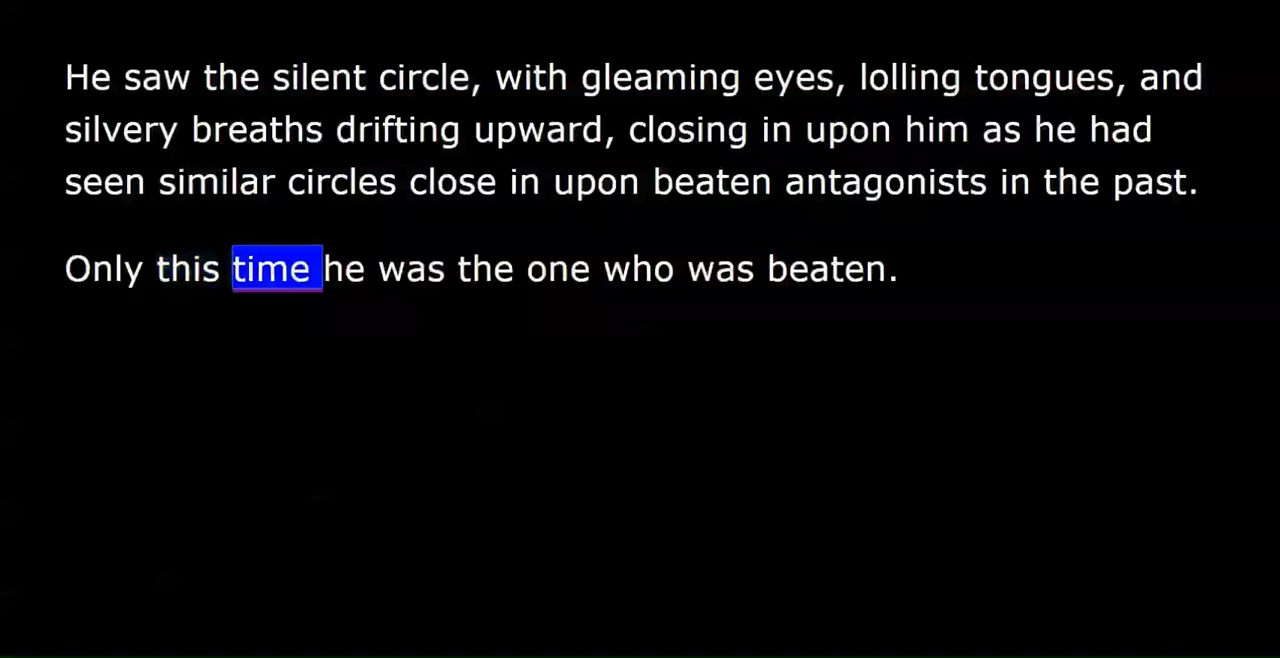 He saw the silent circle, with gleaming eyes, lolling tongues, and
silvery breaths drifting upward, closing in upon him as he had
seen similar circles close in upon beaten antagonists in the past.
Only this time he was the one who was beaten.